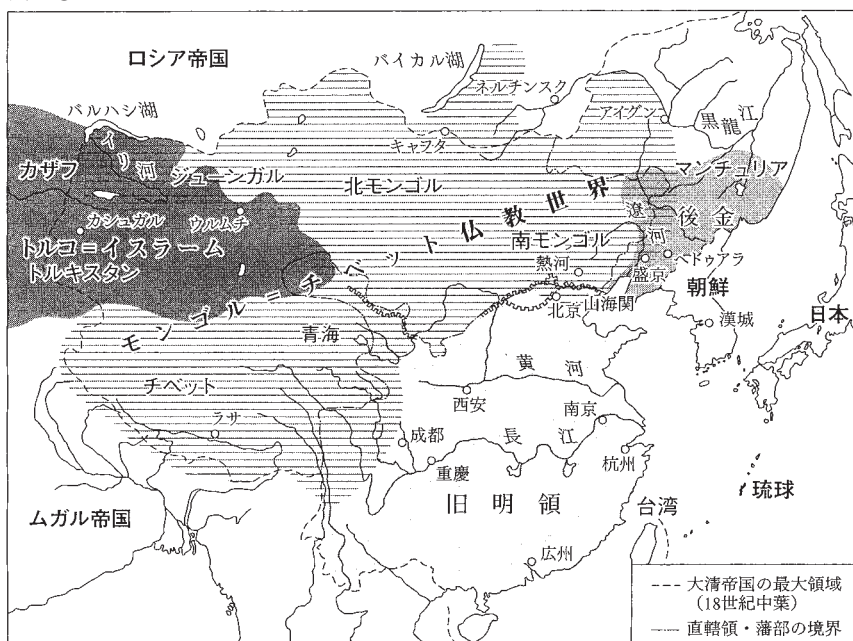 ロシア帝国
バイカル湖
ネルチンスク
バルハシ湖
アイグン
黒龍江
キャフタ
イリ河
カザフ
ジューンガル
北モンゴル
マンチュリア
カシュガル
ウルムチ
遼河
後金
トルコ=イスラーム
トルキスタン
南モンゴル
ヘトゥアラ
熱河
盛京
モンゴル=チベット仏教世界
北京
山海関
朝鮮
青海
漢城
日本
黄河
チベット
西安
南京
ラサ
成都
長江
重慶
杭州
琉球
ムガル帝国
旧明領
台湾
広州
大清帝国の最大領域
(18世紀中葉)
直轄領・藩部の境界